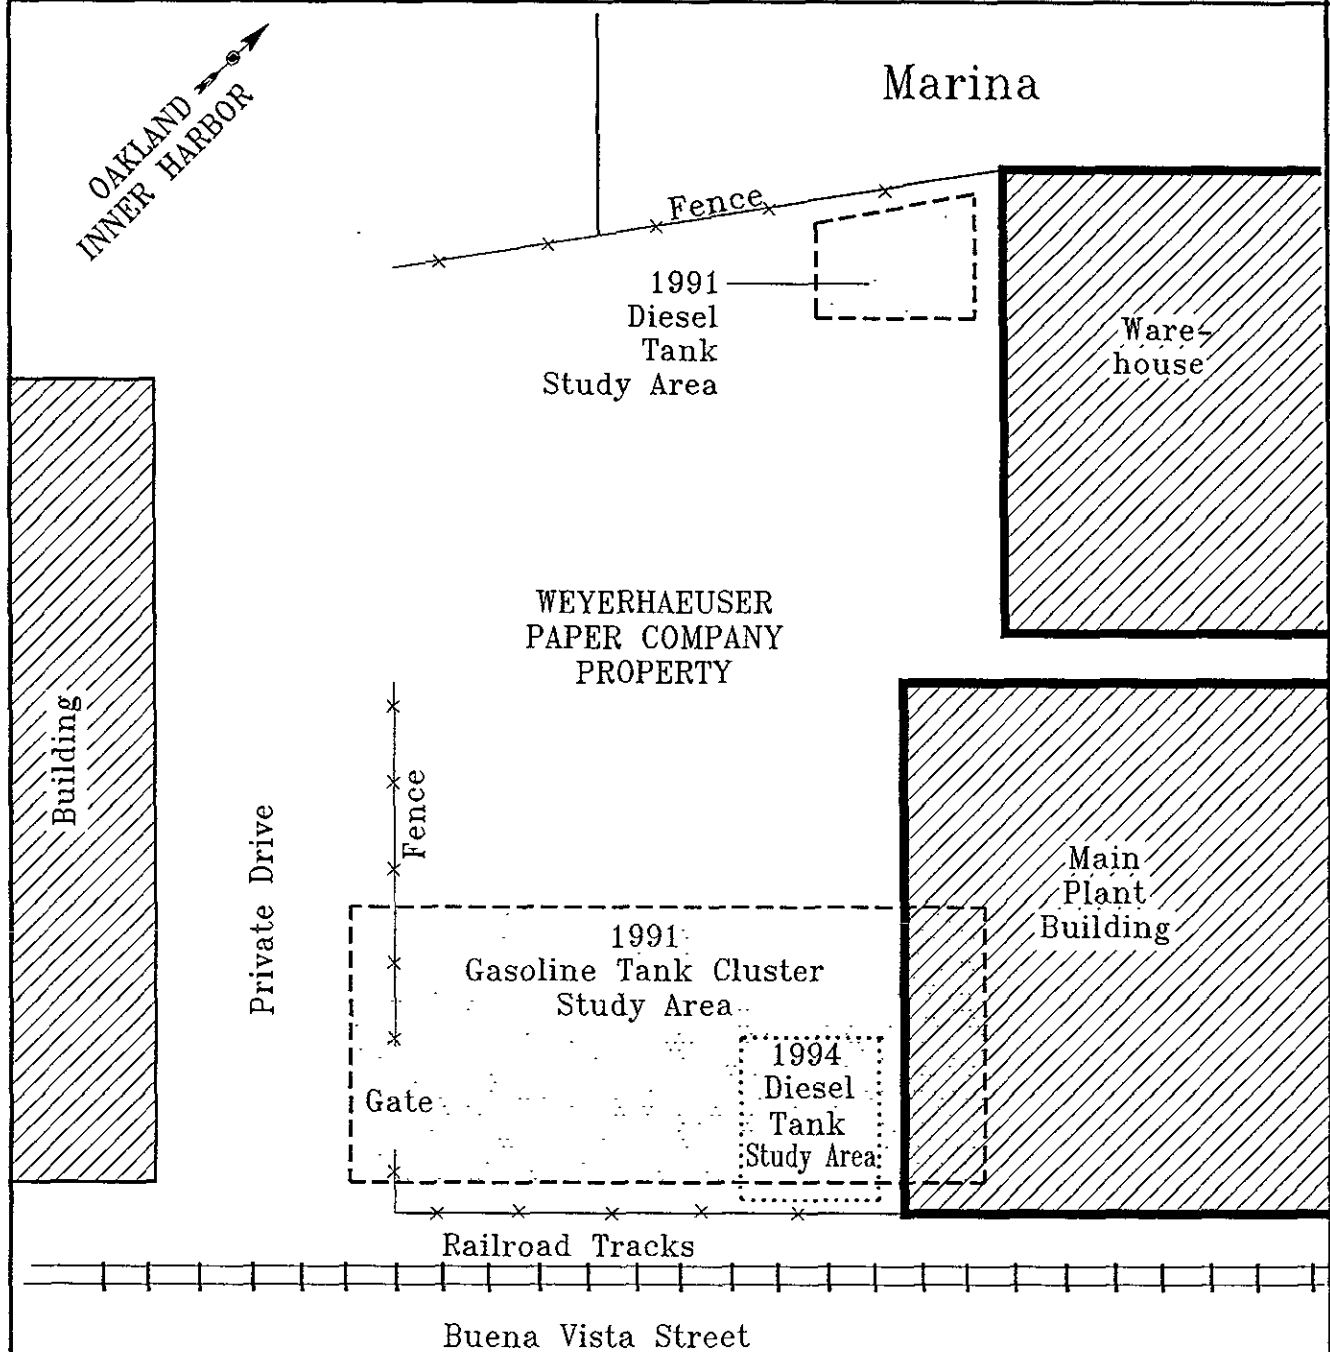 Marina
OAKLAND
INNER HARBOR
Fence
1991
Diesel
Tank
Study Area
Ware-
house
WEYERHAEUSER
PAPER COMPANY
PROPERTY
Building
Fence
Private Drive
Main
Plant
Building
1991
Gasoline Tank Cluster
Study Area
1994
Diesel
Tank
Study Area
Gate
Railroad Tracks
Buena Vista Street